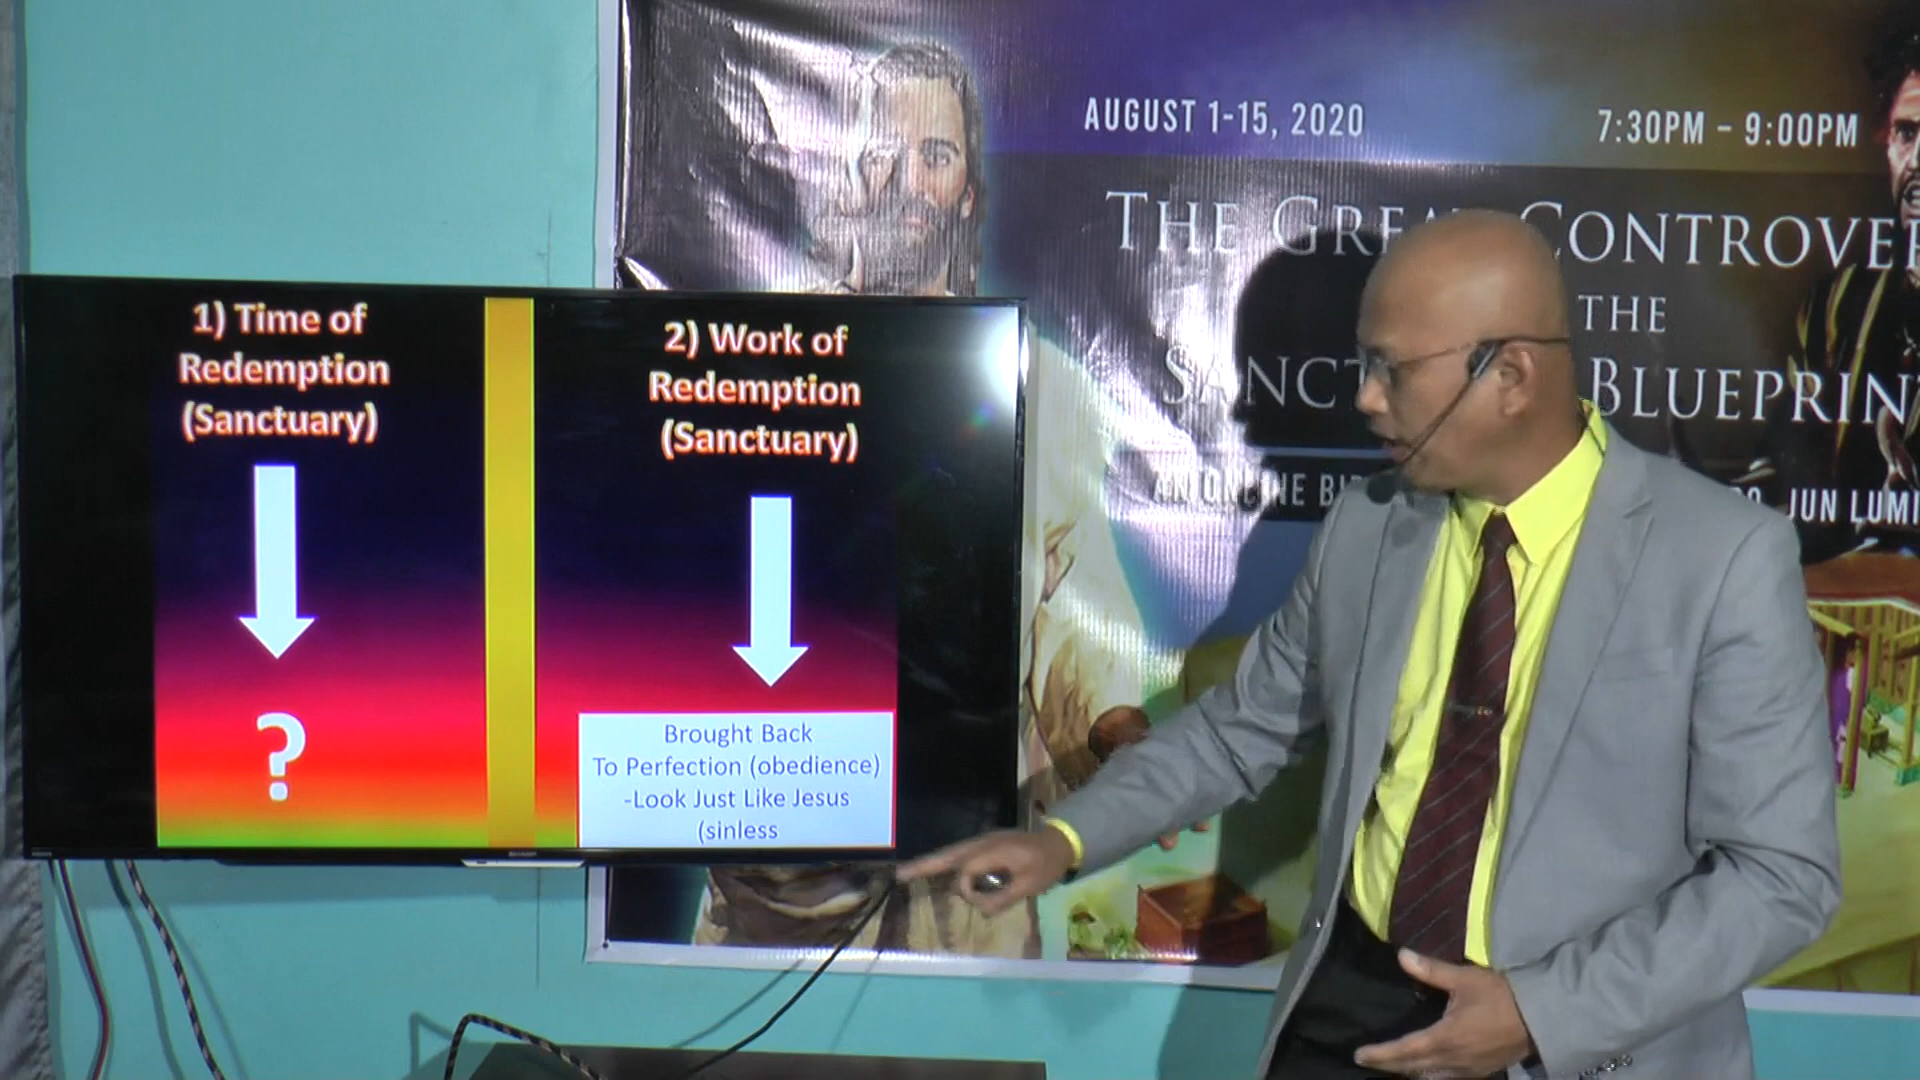 AUGUST 1-15, 2020
7:30PM – 9:00PM
THE
BLUEPRIN
JUN LUMI
1) Time of
Redemption
(Sanctuary)
?
2) Work of
Redemption
(Sanctuary)
Brought Back
To Perfection (obedience)
-Look Just Like Jesus
(sinless